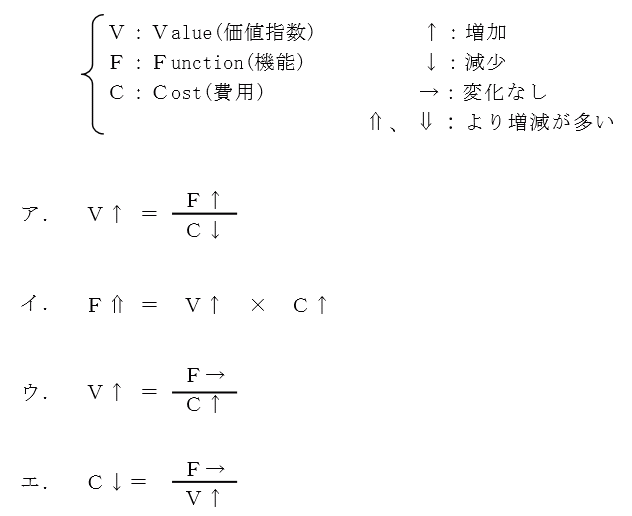 V：Value(価値指数)　↑：増加
F：Function(機能)　↓：減少
C：Cost(費用)　→：変化なし
⇑、⇓：より増減が多い
ア．　V↑ ＝ F↑
C↓
イ．　F⇑ ＝ V↑ × C↑
ウ．　V↑ ＝ F→
C↑
エ．　C↓＝ F→
V↑